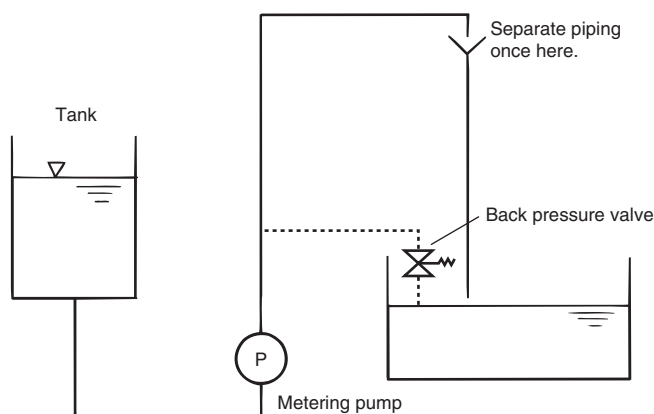 Separate piping
once here.
Tank
Back pressure valve
P
Metering pump